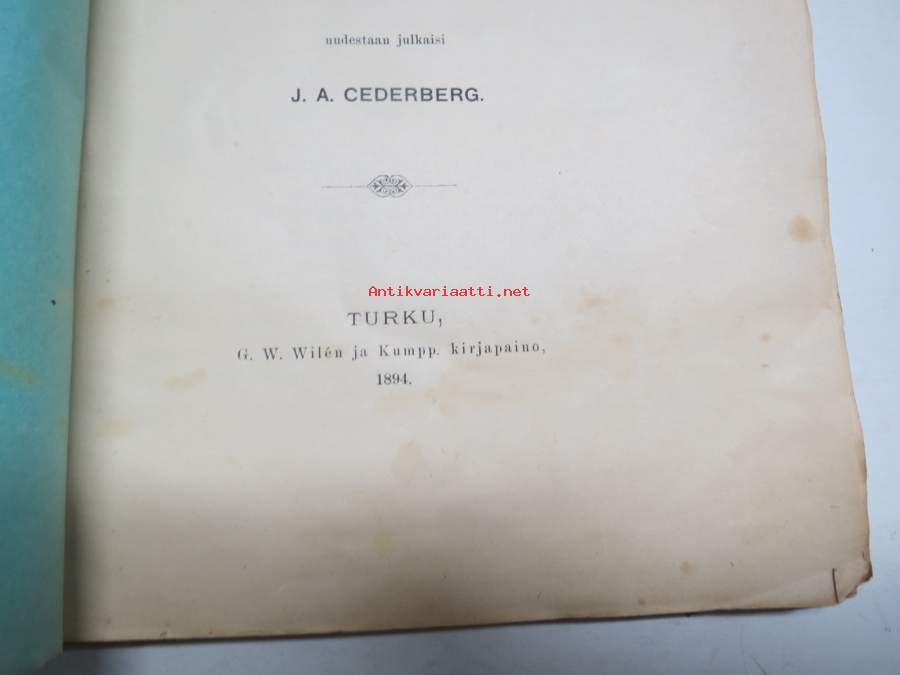 uudestaan julkaisi
J. A. CEDERBERG.
Antikvariaatti.net
TURKU,
G. W. Wilén ja Kumpp. kirjapaino,
1894.